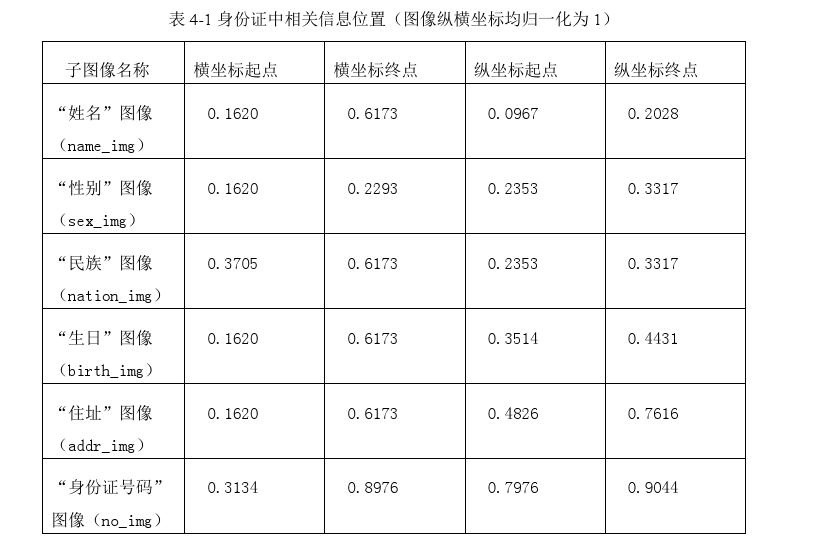 表 4-1 身份证中相关信息位置（图像纵横坐标均归一化为 1）
子图像名称 横坐标起点 横坐标终点 纵坐标起点 纵坐标终点
“姓名”图像 0.1620 0.6173 0.0967 0.2028
（name_img）
“性别”图像 0.1620 0.2293 0.2353 0.3317
（sex_img）
“民族”图像 0.3705 0.6173 0.2353 0.3317
（nation_img）
“生日”图像 0.1620 0.6173 0.3514 0.4431
（birth_img）
“住址”图像 0.1620 0.6173 0.4826 0.7616
（addr_img）
“身份证号码” 0.3134 0.8976 0.7976 0.9044
图像（no_img）